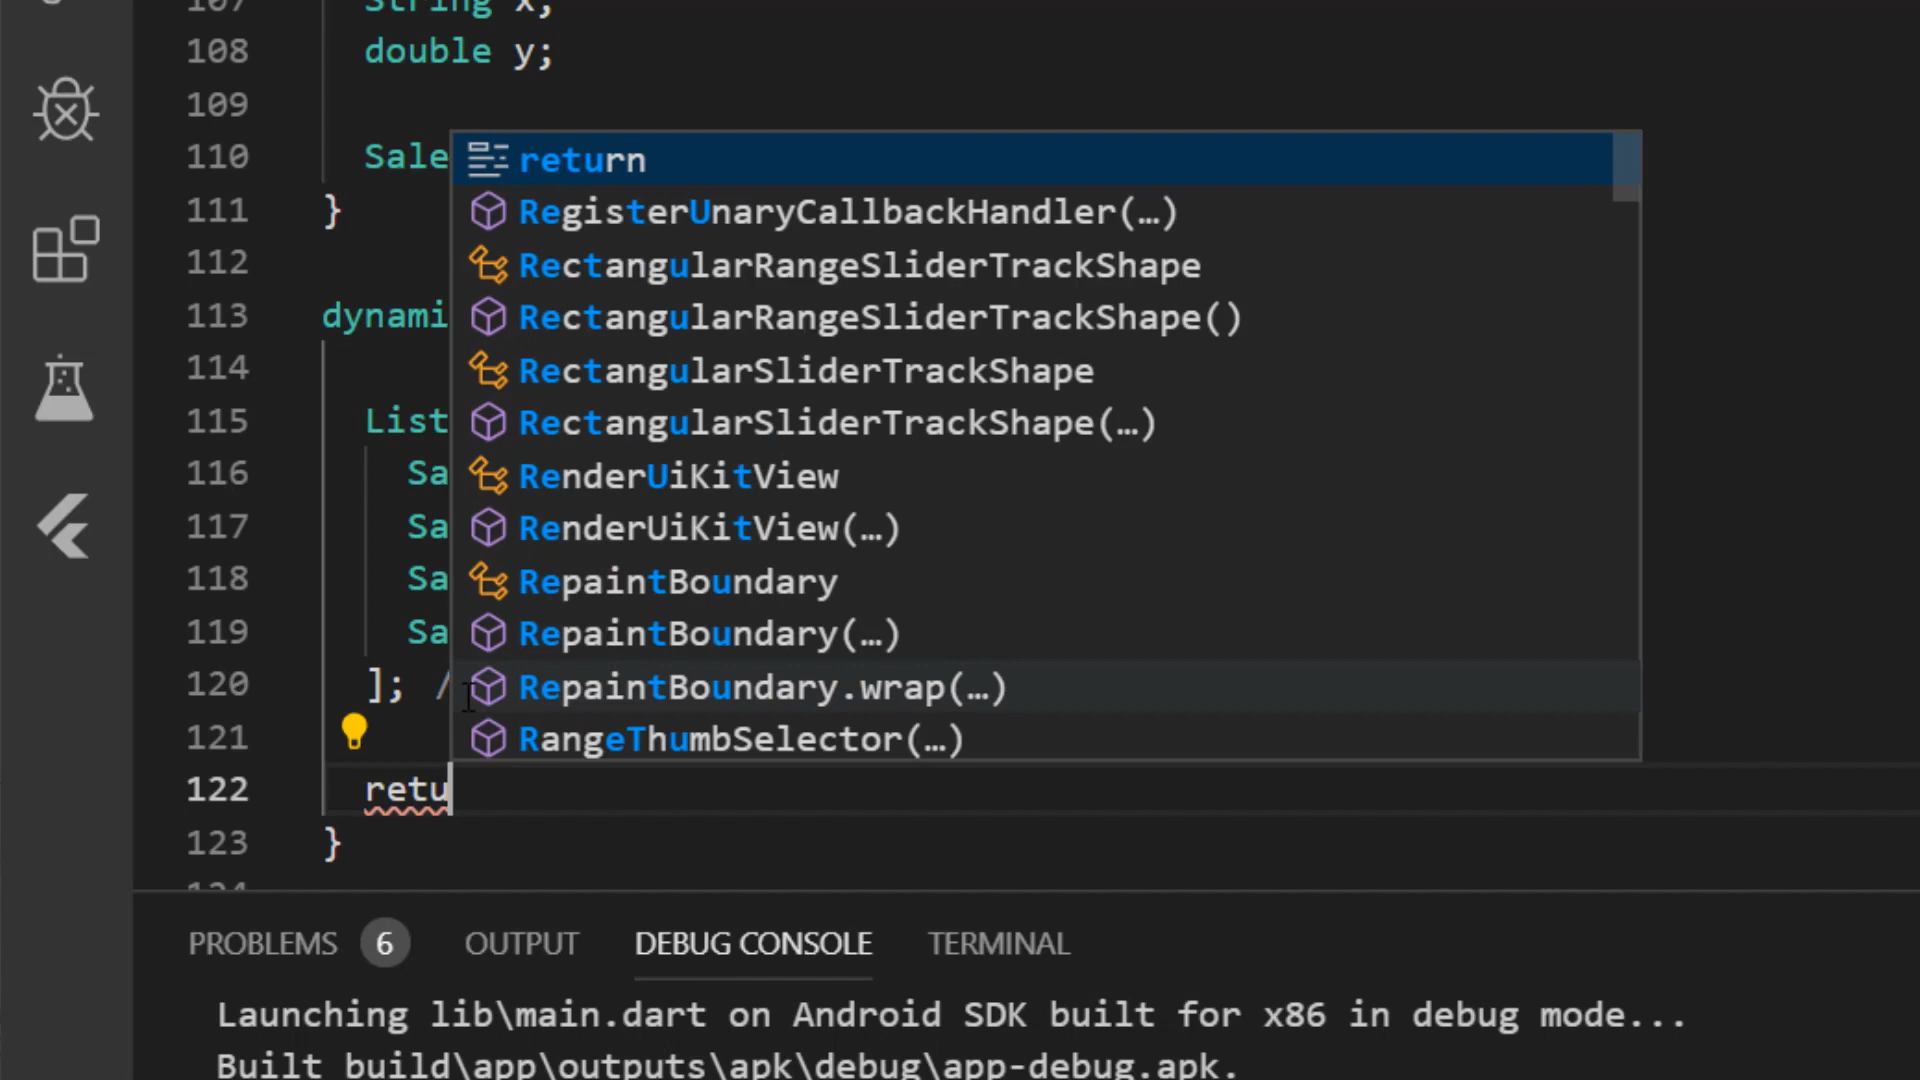 107 String x;
108 double y;
109
110 Sale
111 }
112
113 dynami
114
115 List
116 Sa
117 Sa
118 Sa
119 Sa
120 ]; /
121
122 retu
123 }
124
return
RegisterUnaryCallbackHandler(…)
RectangularRangeSliderTrackShape
RectangularRangeSliderTrackShape()
RectangularSliderTrackShape
RectangularSliderTrackShape(…)
RenderUiKitView
RenderUiKitView(…)
RepaintBoundary
RepaintBoundary(…)
RepaintBoundary.wrap(…)
RangeThumbSelector(…)
PROBLEMS 6 OUTPUT DEBUG CONSOLE TERMINAL
Launching lib\main.dart on Android SDK built for x86 in debug mode...
Built build\app\outputs\apk\debug\app-debug.apk.